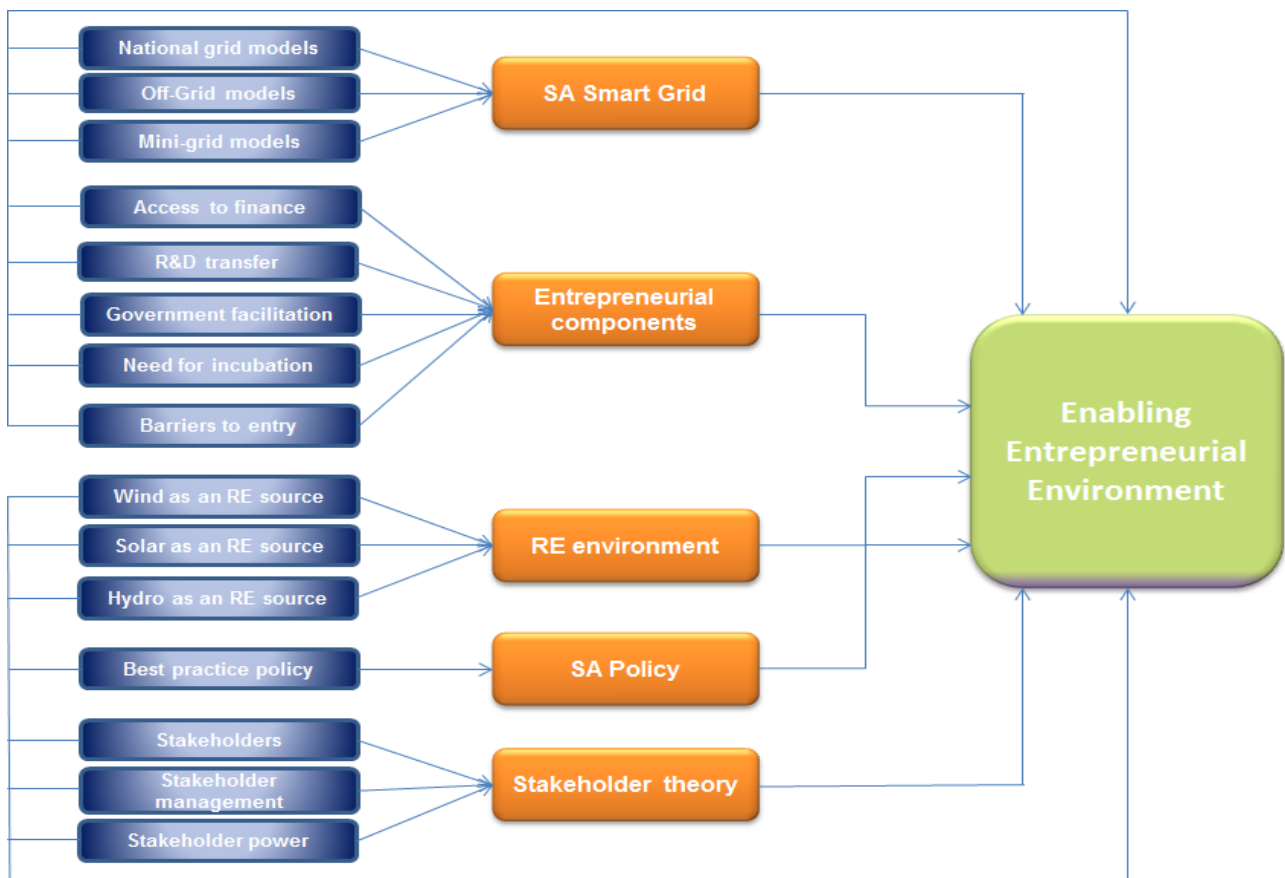 National grid models
Off-Grid models
Mini-grid models
SA Smart Grid
Access to finance
R&D transfer
Government facilitation
Need for incubation
Barriers to entry
Entrepreneurial
components
Wind as an RE source
Solar as an RE source
Hydro as an RE source
RE environment
Best practice policy
SA Policy
Stakeholders
Stakeholder
management
Stakeholder power
Stakeholder theory
Enabling
Entrepreneurial
Environment